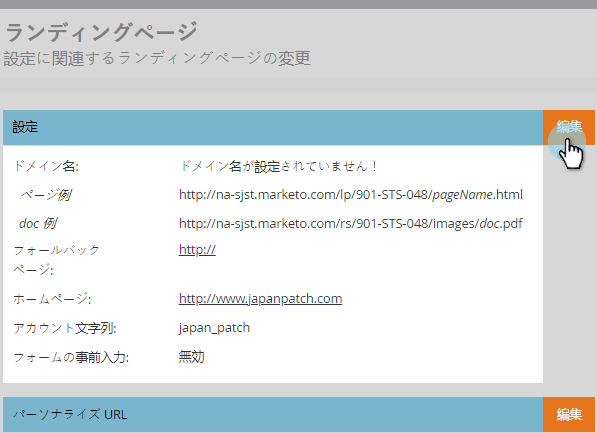 ランディングページ
設定に関連するランディングページの変更
設定 編集
ドメイン名: ドメイン名が設定されていません！
ページ例 http://na-sjst.marketo.com/lp/901-STS-048/pageName.html
doc 例 http://na-sjst.marketo.com/rs/901-STS-048/images/doc.pdf
フォールバック http://
ページ:
ホームページ: http://www.japanpatch.com
アカウント文字列: japan_patch
フォームの事前入力: 無効
パーソナライズ URL 編集